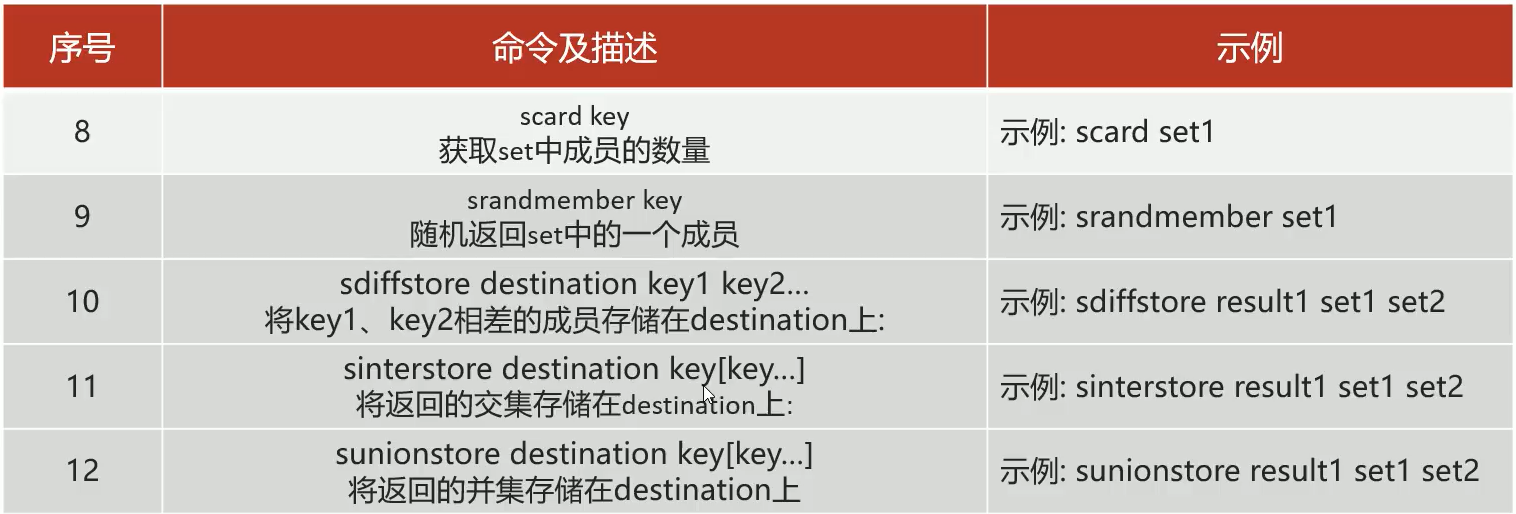 序号 命令及描述 示例
8 scard key 示例: scard set1
获取set中成员的数量
9 srandmember key 示例: srandmember set1
随机返回set中的一个成员
10 sdiffstore destination key1 key2... 示例: sdiffstore result1 set1 set2
将key1、key2相差的成员存储在destination上:
11 sinterstore destination key[key...] 示例: sinterstore result1 set1 set2
将返回的交集存储在destination上:
12 sunionstore destination key[key...] 示例: sunionstore result1 set1 set2
将返回的并集存储在destination上